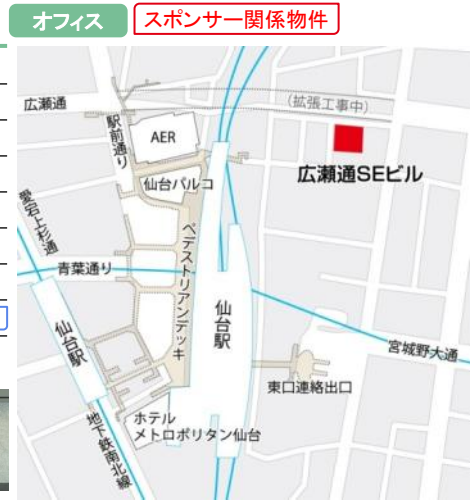 オフィス
スポンサー関係物件
広瀬通
(拡張工事中)
駅前通り
AER
広瀬通SEビル
仙台パルコ
愛宕上杉通
ペデストリアンデッキ
青葉通り
仙台駅
仙台駅
宮城野大通
東口連絡出口
ホテル
メトロポリタン仙台
地下鉄南北線